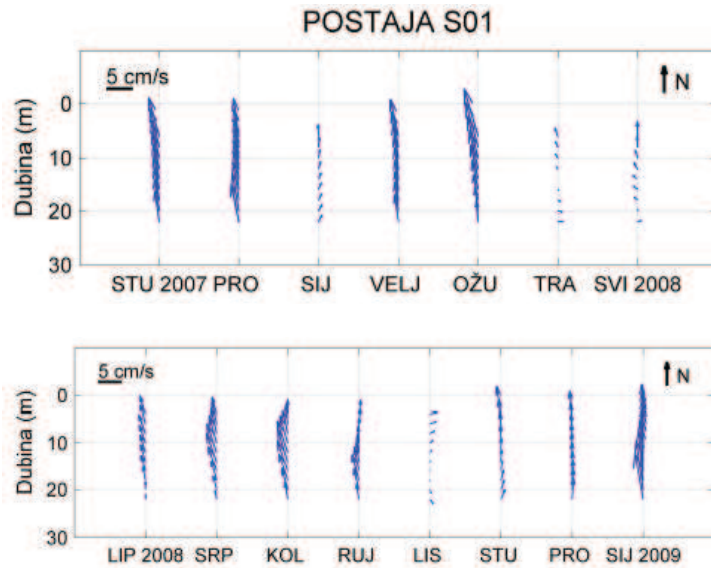 POSTAJA S01
5 cm/s
N
Dubina (m)
0
10
20
30
STU 2007 PRO SIJ VELJ OŽU TRA SVI 2008
5 cm/s
N
Dubina (m)
0
10
20
30
LIP 2008 SRP KOL RUJ LIS STU PRO SIJ 2009